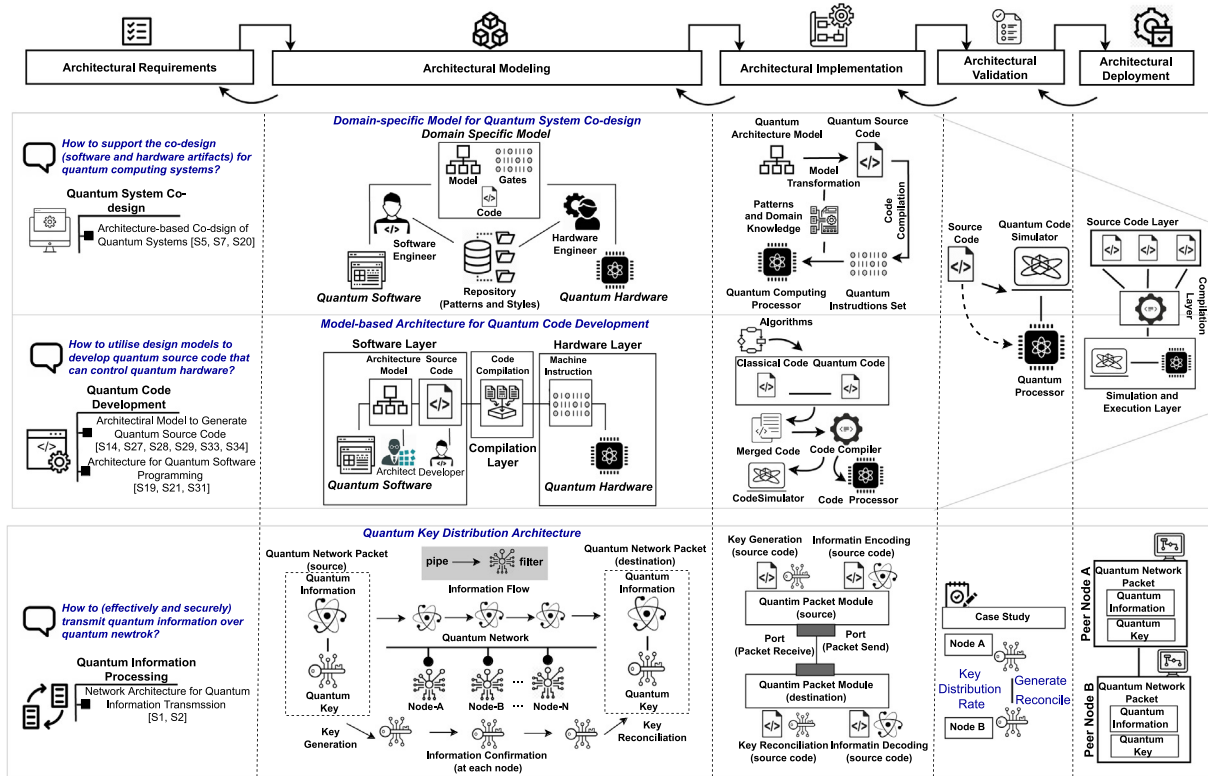 Architectural Requirements
Architectural Modeling
Architectural Implementation
Architectural
Validation
Architectural
Deployment
How to support the co-design
(software and hardware artifacts) for
quantum computing systems?
Quantum System Co-
design
Architecture-based Co-dsign of
Quantum Systems [S5, S7, S20]
Domain-specific Model for Quantum System Co-design
Domain Specific Model
Model
Gates
Code
Software
Engineer
Hardware
Engineer
Repository
(Patterns and Styles)
Quantum Software
Quantum Hardware
Quantum
Architecture Model
Quantum Source
Code
Model
Transformation
Patterns and
Domain
Knowledge
Code
Compilation
Quantum Computing
Processor
Quantum
Instrudtions Set
Source
Code
Quantum Code
Simulator
Quantum
Processor
Source Code Layer
Compilation
Layer
Simulation and
Execution Layer
How to utilise design models to
develop quantum source code that
can control quantum hardware?
Quantum Code
Development
Architectiral Model to Generate
Quantum Source Code
[S14, S27, S28, S29, S33, S34]
Architecture for Quantum Software
Programming
[S19, S21, S31]
Model-based Architecture for Quantum Code Development
Software Layer
Hardware Layer
Architecture
Model
Source
Code
Code
Compilation
Machine
Instruction
Architect
Developer
Compilation
Layer
Quantum Software
Quantum Hardware
Algorithms
Classical Code
Quantum Code
Merged Code
Code Compiler
CodeSimulator
Code Processor
How to (effectively and securely)
transmit quantum information over
quantum newtrok?
Quantum Information
Processing
Network Architecture for Quantum
Information Transmssion
[S1, S2]
Quantum Key Distribution Architecture
Quantum Network Packet
(source)
Quantum
Information
Quantum
Key
pipe
filter
Information Flow
Quantum Network
Node-A
Node-B
Node-N
Quantum Network Packet
(destination)
Quantum
Information
Quantum
Key
Key
Generation
Information Confirmation
(at each node)
Key
Reconciliation
Key Generation
(source code)
Informatin Encoding
(source code)
Quantim Packet Module
(source)
Port
(Packet Receive)
Port
(Packet Send)
Quantim Packet Module
(destination)
Key Reconciliation
(source code)
Informatin Decoding
(source code)
Case Study
Node A
Key
Distribution
Rate
Generate
Reconcile
Node B
Peer Node A
Quantum Network
Packet
Quantum
Information
Quantum
Key
Peer Node B
Quantum Network
Packet
Quantum
Information
Quantum
Key